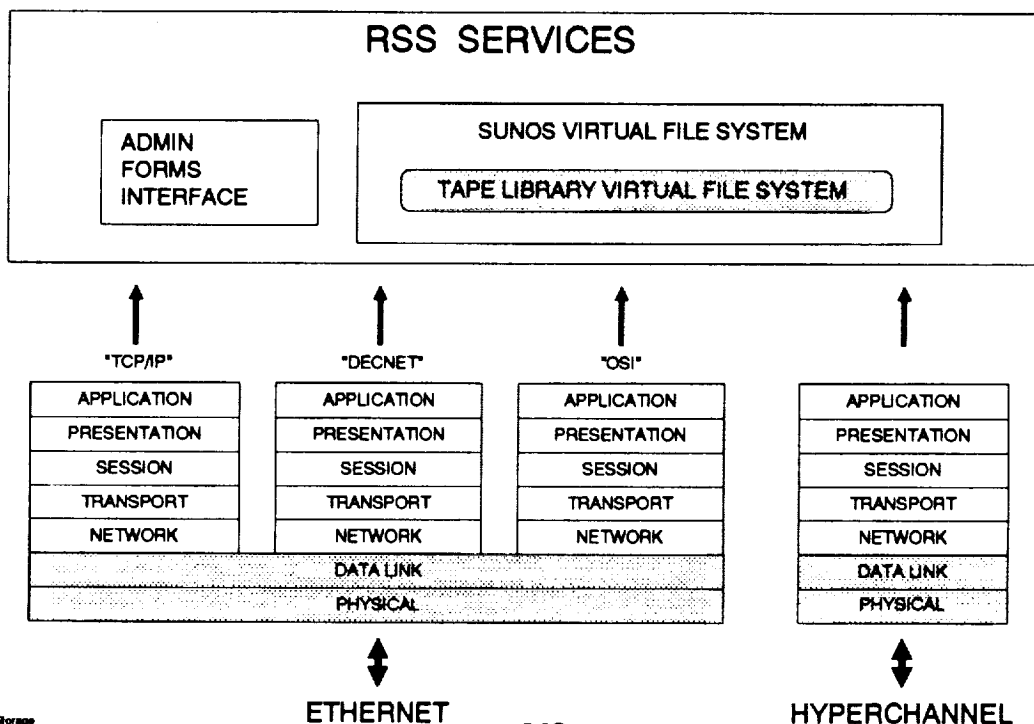 RSS SERVICES
ADMIN
FORMS
INTERFACE
SUNOS VIRTUAL FILE SYSTEM
TAPE LIBRARY VIRTUAL FILE SYSTEM
"TCP/IP"
APPLICATION
PRESENTATION
SESSION
TRANSPORT
NETWORK
"DECNET"
APPLICATION
PRESENTATION
SESSION
TRANSPORT
NETWORK
"OSI"
APPLICATION
PRESENTATION
SESSION
TRANSPORT
NETWORK
DATA LINK
PHYSICAL
APPLICATION
PRESENTATION
SESSION
TRANSPORT
NETWORK
DATA LINK
PHYSICAL
ETHERNET
HYPERCHANNEL
Storage